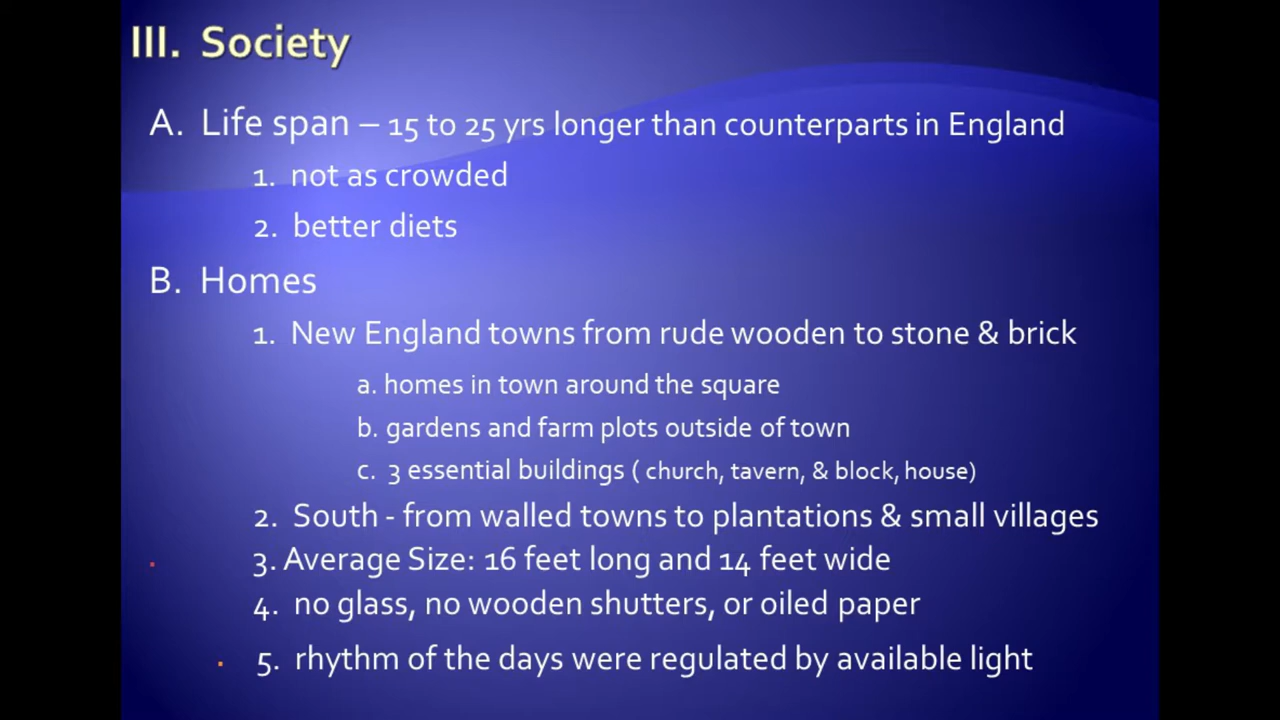 III. Society
A. Life span – 15 to 25 yrs longer than counterparts in England
1. not as crowded
2. better diets
B. Homes
1. New England towns from rude wooden to stone & brick
a. homes in town around the square
b. gardens and farm plots outside of town
c. 3 essential buildings ( church, tavern, & block, house)
2. South - from walled towns to plantations & small villages
3. Average Size: 16 feet long and 14 feet wide
4. no glass, no wooden shutters, or oiled paper
5. rhythm of the days were regulated by available light